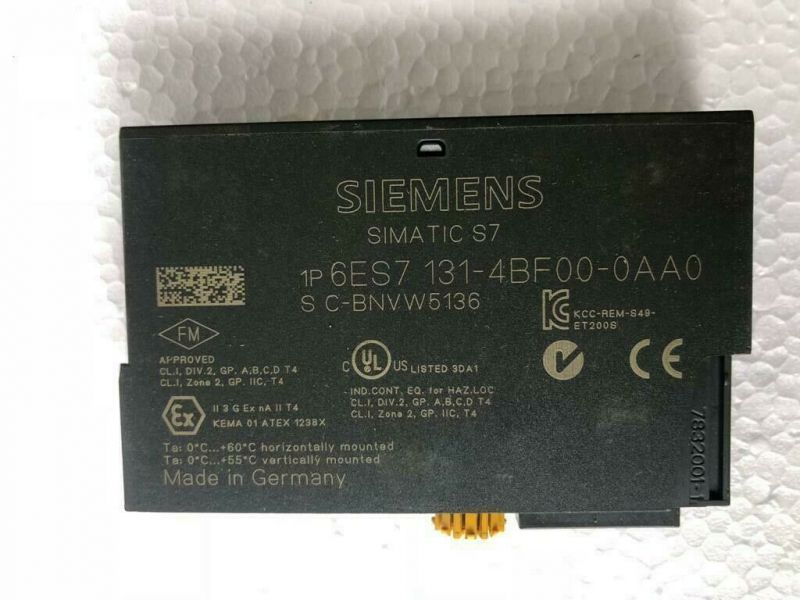 SIEMENS
SIMATIC S7
1P 6ES7 131-4BF00-0AA0
S C-BNVW5136
KCC-REM-S49-
ET200S
FM
APPROVED
CL.I, DIV.2, GP. A,B,C,D T4
CL.I, Zone 2, GP. IIC, T4
C UL US LISTED 3DA1
IND.CONT. EQ. for HAZ.LOC
CL.I, DIV.2, GP. A,B,C,D T4
CL.I, Zone 2, GP. IIC, T4
CE
Ex
II 3 G Ex nA II T4
KEMA 01 ATEX 1238X
Ta: 0°C...+60°C horizontally mounted
Ta: 0°C...+55°C vertically mounted
Made in Germany
7832001-1